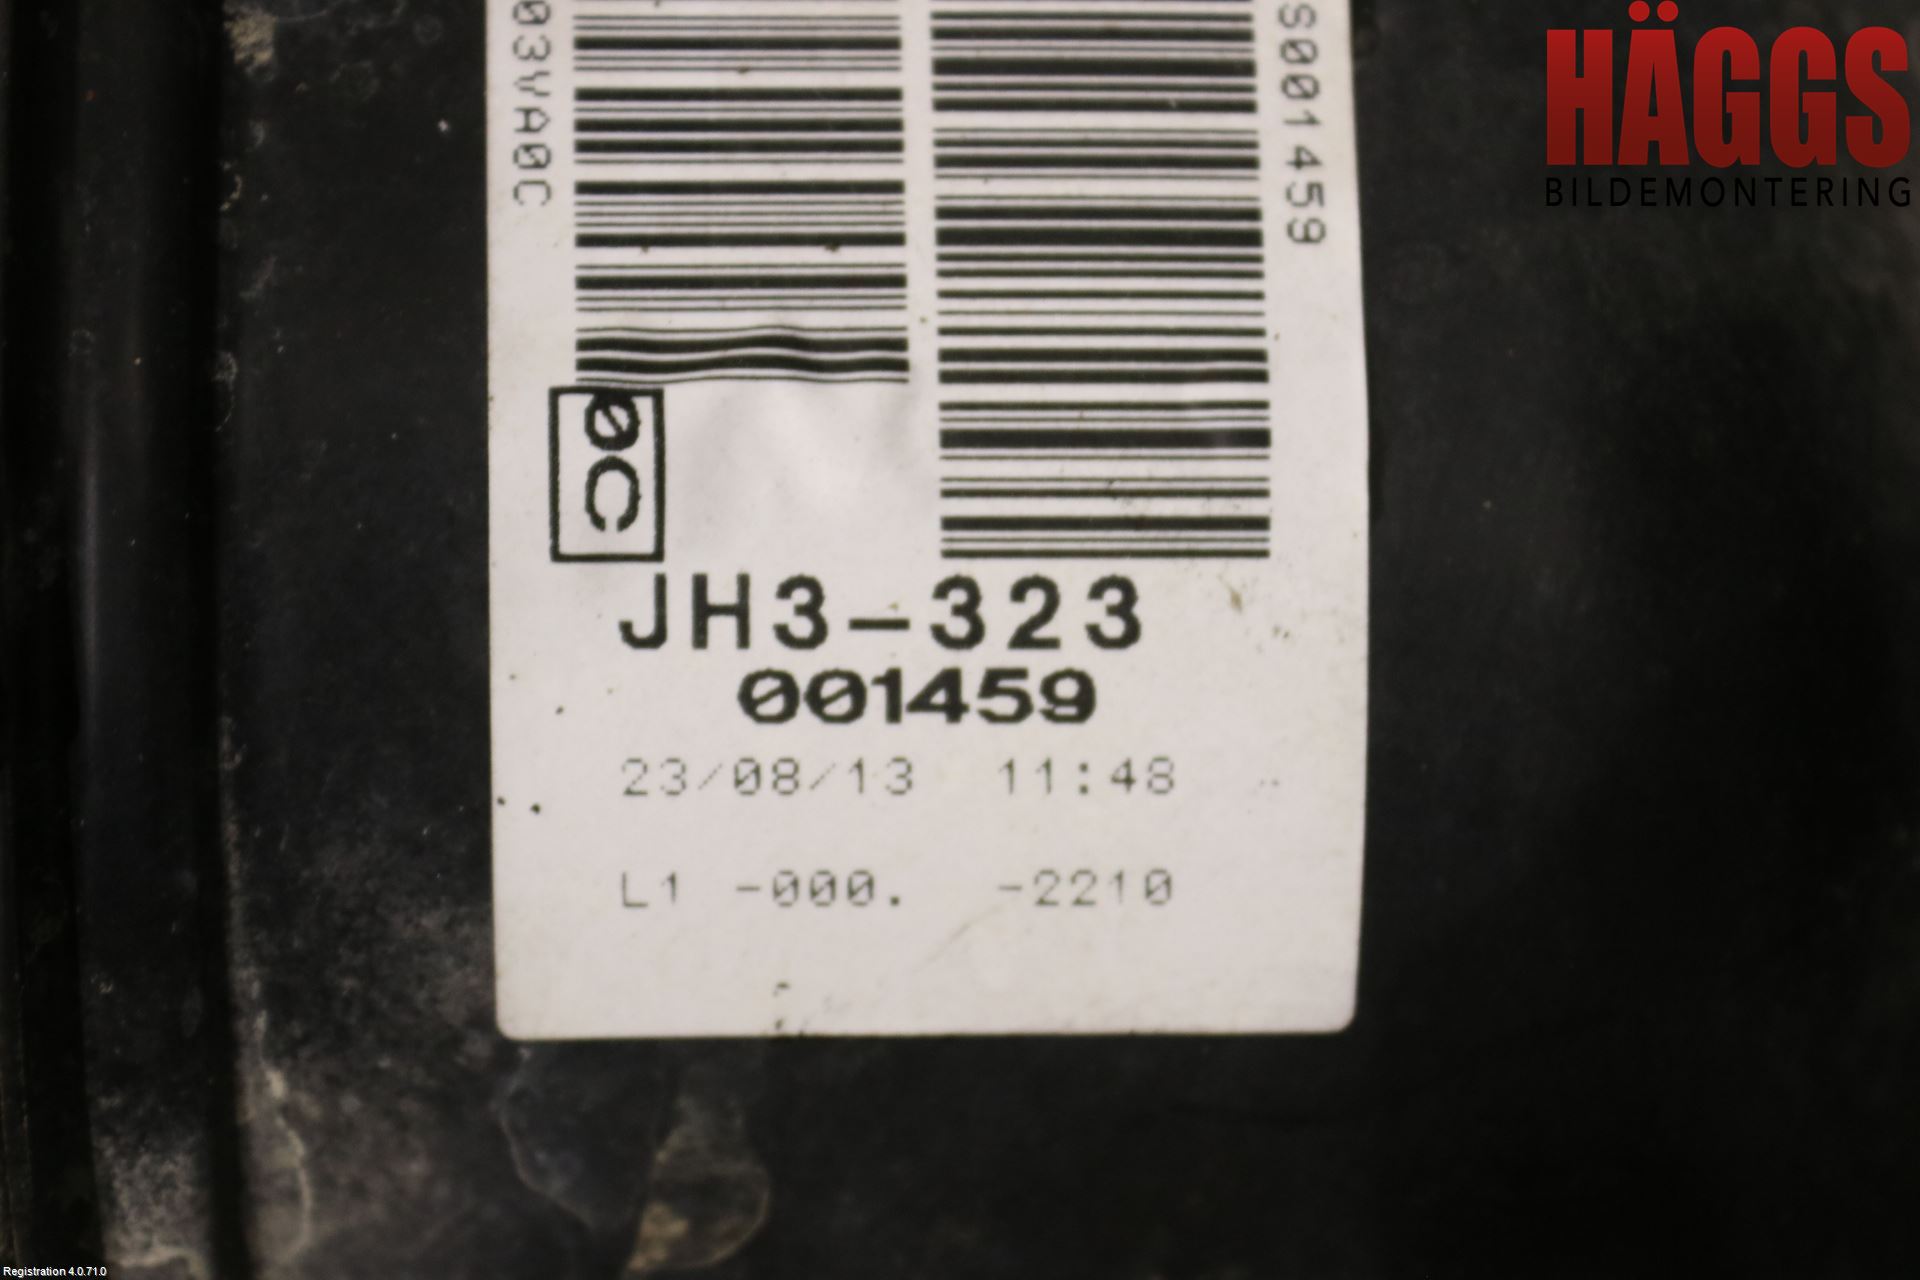 03VA0C
S001459
HÄGGS
BILDEMONTERING
0C
JH3-323
001459
23/08/13 11:48
L1 -000. -2210
Registration 4.0.71.0